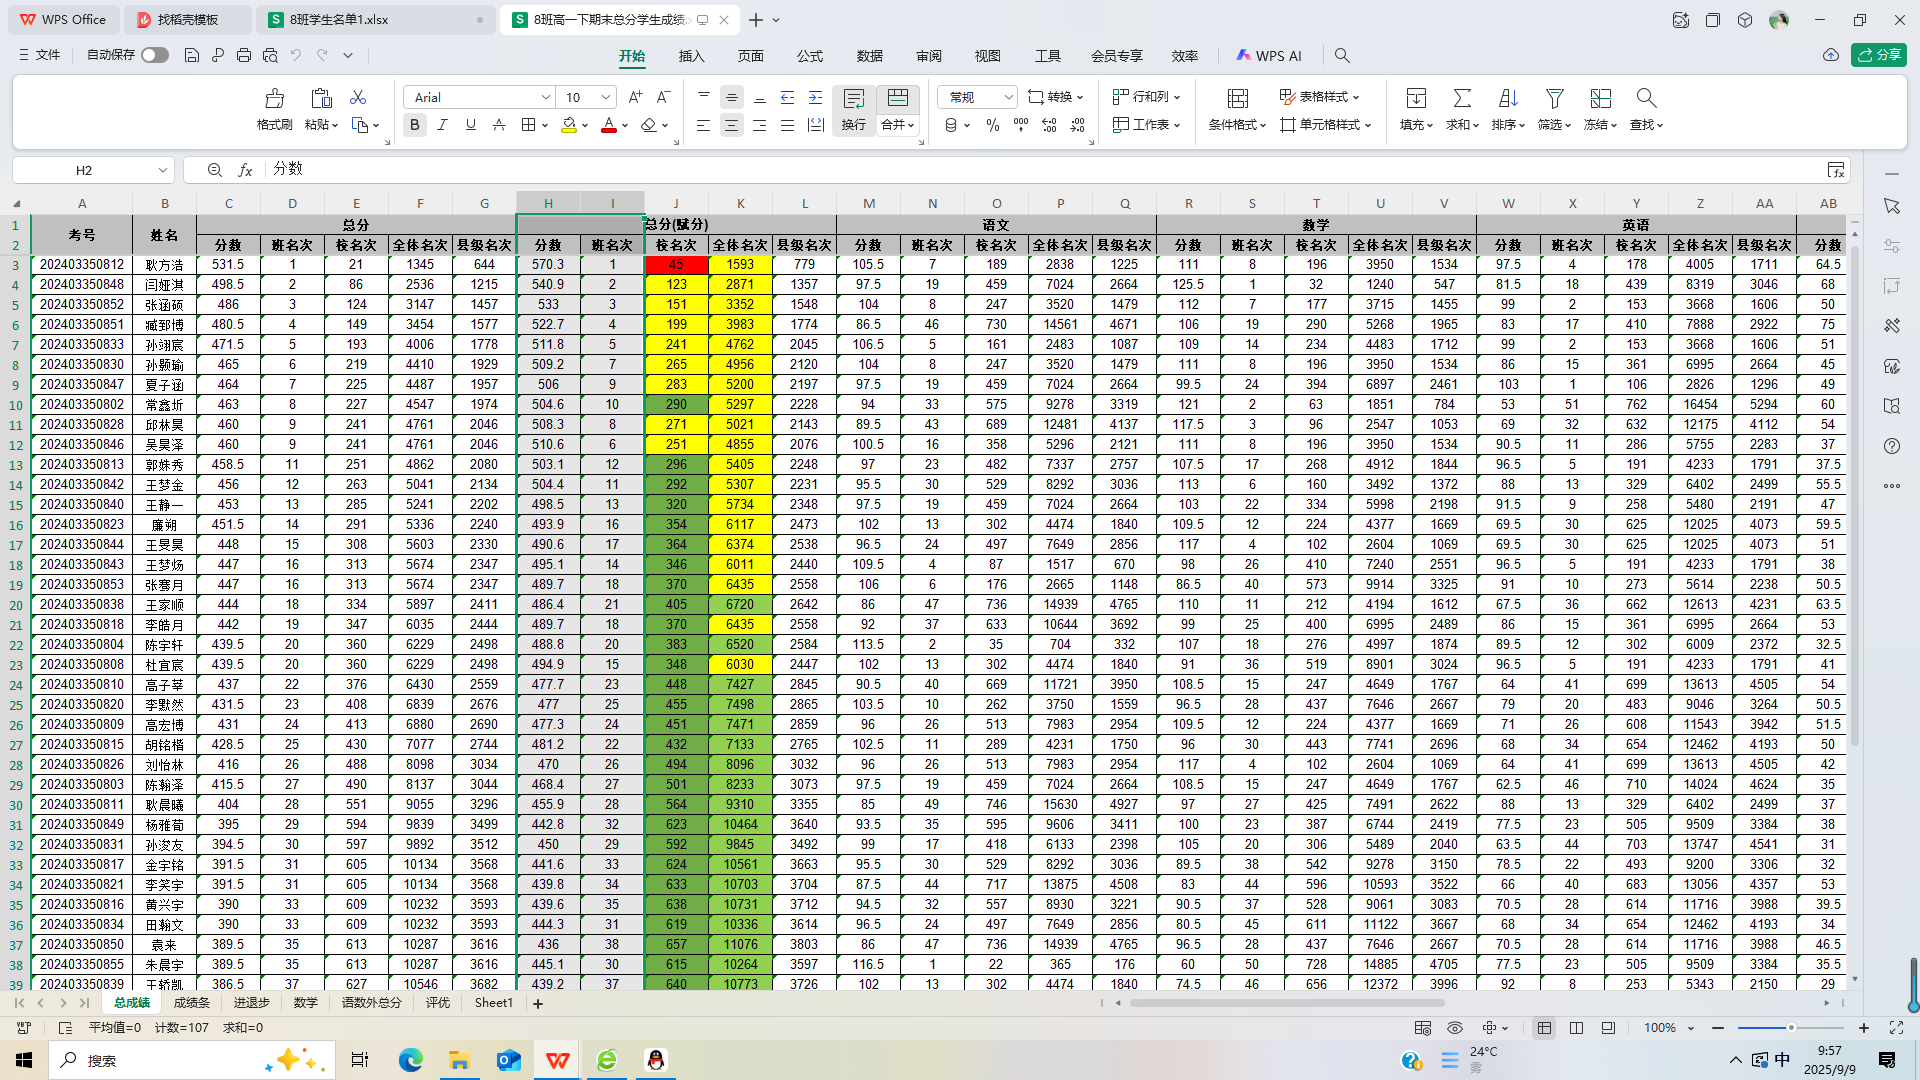 WPS Office 找稻壳模板 8班学生名单1.xlsx 8班高一下期末总分学生成绩.
文件 自动保存 开始 插入 页面 公式 数据 审阅 视图 工具 会员专享 效率 WPS AI 分享
格式刷 粘贴 Arial 10 换行 合并 常规 转换 行和列 工作表 条件格式 表格样式 单元格样式 填充 求和 排序 筛选 冻结 查找
H2 fx 分数
A B C D E F G H I J K L M N O P Q R S T U V W X Y Z AA AB
1 考号 姓名 总分 总分(赋分) 语文 数学 英语
2 分数 班名次 校名次 全体名次 县级名次 分数 班名次 校名次 全体名次 县级名次 分数 班名次 校名次 全体名次 县级名次 分数 班名次 校名次 全体名次 县级名次 分数 班名次 校名次 全体名次 县级名次 分数
3 202403350812 耿方浩 531.5 1 21 1345 644 570.3 1 45 1593 779 105.5 7 189 2838 1225 111 8 196 3950 1534 97.5 4 178 4005 1711 64.5
4 202403350848 闫娅淇 498.5 2 86 2536 1215 540.9 2 123 2871 1357 97.5 19 459 7024 2664 125.5 1 32 1240 547 81.5 18 439 8319 3046 68
5 202403350852 张涵硕 486 3 124 3147 1457 533 3 151 3352 1548 104 8 247 3520 1479 112 7 177 3715 1455 99 2 153 3668 1606 50
6 202403350851 臧郅博 480.5 4 149 3454 1577 522.7 4 199 3983 1774 86.5 46 730 14561 4671 106 19 290 5268 1965 83 17 410 7888 2922 75
7 202403350833 孙翊宸 471.5 5 193 4006 1778 511.8 5 241 4762 2045 106.5 5 161 2483 1087 109 14 234 4483 1712 99 2 153 3668 1606 51
8 202403350830 孙颢瑜 465 6 219 4410 1929 509.2 7 265 4956 2120 104 8 247 3520 1479 111 8 196 3950 1534 86 15 361 6995 2664 45
9 202403350847 夏子涵 464 7 225 4487 1957 506 9 283 5200 2197 97.5 19 459 7024 2664 99.5 24 394 6897 2461 103 1 106 2826 1296 49
10 202403350802 常鑫圻 463 8 227 4547 1974 504.6 10 290 5297 2228 94 33 575 9278 3319 121 2 63 1851 784 53 51 762 16454 5294 60
11 202403350828 邱林昊 460 9 241 4761 2046 508.3 8 271 5021 2143 89.5 43 689 12481 4137 117.5 3 96 2547 1053 69 32 632 12175 4112 54
12 202403350846 吴昊泽 460 9 241 4761 2046 510.6 6 251 4855 2076 100.5 16 358 5296 2121 111 8 196 3950 1534 90.5 11 286 5755 2283 37
13 202403350813 郭姝秀 458.5 11 251 4862 2080 503.1 12 296 5405 2248 97 23 482 7337 2757 107.5 17 268 4912 1844 96.5 5 191 4233 1791 37.5
14 202403350842 王梦金 456 12 263 5041 2134 504.4 11 292 5307 2231 95.5 30 529 8292 3036 113 6 160 3492 1372 88 13 329 6402 2499 55.5
15 202403350840 王静一 453 13 285 5241 2202 498.5 13 320 5734 2348 97.5 19 459 7024 2664 103 22 334 5998 2198 91.5 9 258 5480 2191 47
16 202403350823 廉朔 451.5 14 291 5336 2240 493.9 16 354 6117 2473 102 13 302 4474 1840 109.5 12 224 4377 1669 69.5 30 625 12025 4073 59.5
17 202403350844 王旻昊 448 15 308 5603 2330 490.6 17 364 6374 2538 96.5 24 497 7649 2856 117 4 102 2604 1069 69.5 30 625 12025 4073 51
18 202403350843 王梦炀 447 16 313 5674 2347 495.1 14 346 6011 2440 109.5 4 87 1517 670 98 26 410 7240 2551 96.5 5 191 4233 1791 38
19 202403350853 张骞月 447 16 313 5674 2347 489.7 18 370 6435 2558 106 6 176 2665 1148 86.5 40 573 9914 3325 91 10 273 5614 2238 50.5
20 202403350838 王家顺 444 18 334 5897 2411 486.4 21 405 6720 2642 86 47 736 14939 4765 110 11 212 4194 1612 67.5 36 662 12613 4231 63.5
21 202403350818 李皓月 442 19 347 6035 2444 489.7 18 370 6435 2558 92 37 633 10644 3692 99 25 400 6995 2489 86 15 361 6995 2664 53
22 202403350804 陈宇轩 439.5 20 360 6229 2498 488.8 20 383 6520 2584 113.5 2 35 704 332 107 18 276 4997 1874 89.5 12 302 6009 2372 32.5
23 202403350808 杜宜宸 439.5 20 360 6229 2498 494.9 15 348 6030 2447 102 13 302 4474 1840 91 36 519 8901 3024 96.5 5 191 4233 1791 41
24 202403350810 高子莘 437 22 376 6430 2559 477.7 23 448 7427 2845 90.5 40 669 11721 3950 108.5 15 247 4649 1767 64 41 699 13613 4505 54
25 202403350820 李默然 431.5 23 408 6839 2676 477 25 455 7498 2865 103.5 10 262 3750 1559 96.5 28 437 7646 2667 79 20 483 9046 3264 50.5
26 202403350809 高宏博 431 24 413 6880 2690 477.3 24 451 7471 2859 96 26 513 7983 2954 109.5 12 224 4377 1669 71 26 608 11543 3942 51.5
27 202403350815 胡铭楷 428.5 25 430 7077 2744 481.2 22 432 7133 2765 102.5 11 289 4231 1750 96 30 443 7741 2696 68 34 654 12462 4193 50
28 202403350826 刘怡林 416 26 488 8098 3034 470 26 494 8096 3032 96 26 513 7983 2954 117 4 102 2604 1069 64 41 699 13613 4505 42
29 202403350803 陈瀚泽 415.5 27 490 8137 3044 468.4 27 501 8233 3073 97.5 19 459 7024 2664 108.5 15 247 4649 1767 62.5 46 710 14024 4624 35
30 202403350811 耿晨曦 404 28 551 9055 3296 455.9 28 564 9310 3355 85 49 746 15630 4927 97 27 425 7491 2622 88 13 329 6402 2499 37
31 202403350849 杨雅荀 395 29 594 9839 3499 442.8 32 623 10464 3640 93.5 35 595 9606 3411 100 23 387 6744 2419 77.5 23 505 9509 3384 38
32 202403350831 孙浚友 394.5 30 597 9892 3512 450 29 592 9845 3492 99 17 418 6133 2398 105 20 306 5489 2040 63.5 44 703 13747 4541 31
33 202403350817 金宇铭 391.5 31 605 10134 3568 441.6 33 624 10561 3663 95.5 30 529 8292 3036 89.5 38 542 9278 3150 78.5 22 493 9200 3306 32
34 202403350821 李笑宇 391.5 31 605 10134 3568 439.8 34 633 10703 3704 87.5 44 717 13875 4508 83 44 596 10593 3522 66 40 683 13056 4357 53
35 202403350816 黄兴宇 390 33 609 10232 3593 439.6 35 638 10731 3712 94.5 32 557 8930 3221 90.5 37 528 9061 3083 70.5 28 614 11716 3988 39.5
36 202403350834 田瀚文 390 33 609 10232 3593 444.3 31 619 10336 3614 96.5 24 497 7649 2856 80.5 45 611 11122 3667 68 34 654 12462 4193 34
37 202403350850 袁来 389.5 35 613 10287 3616 436 38 657 11076 3803 86 47 736 14939 4765 96.5 28 437 7646 2667 70.5 28 614 11716 3988 46.5
38 202403350855 朱晨宇 389.5 35 613 10287 3616 445.1 30 615 10264 3597 116.5 1 22 365 176 60 50 728 14885 4705 77.5 23 505 9509 3384 35.5
39 202403350839 王轿凯 386.5 37 627 10546 3682 439.2 37 640 10773 3726 102 13 302 4474 1840 74.5 46 656 12372 3996 92 8 253 5343 2150 29
总成绩 成绩条 进退步 数学 语数外总分 评优 Sheet1
平均值=0 计数=107 求和=0 100%
搜索 24°C 雾 中 9:57 2025/9/9